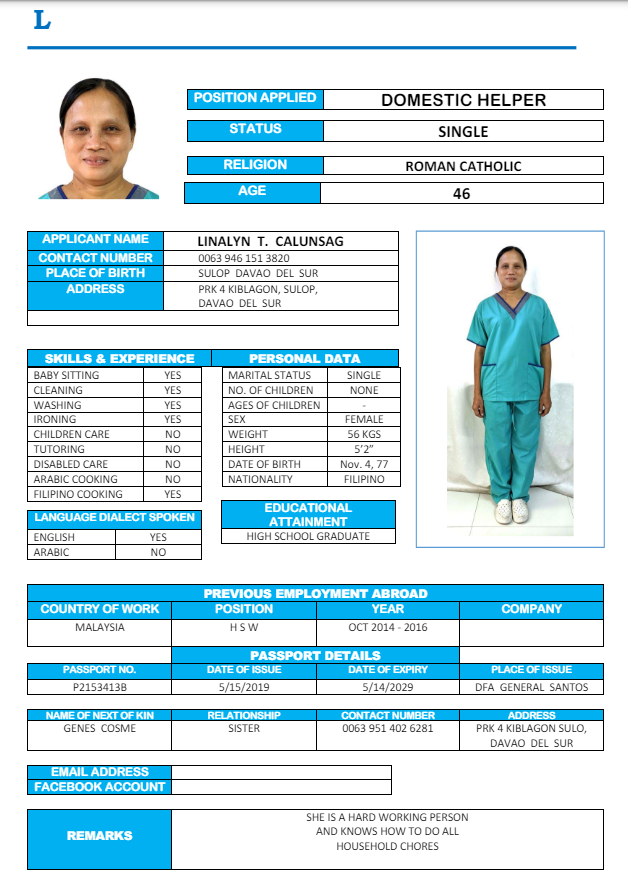 L
POSITION APPLIED DOMESTIC HELPER
STATUS SINGLE
RELIGION ROMAN CATHOLIC
AGE 46
APPLICANT NAME LINALYN T. CALUNSAG
CONTACT NUMBER 0063 946 151 3820
PLACE OF BIRTH SULOP DAVAO DEL SUR
ADDRESS PRK 4 KIBLAGON, SULOP,
DAVAO DEL SUR
SKILLS & EXPERIENCE
BABY SITTING YES
CLEANING YES
WASHING YES
IRONING YES
CHILDREN CARE NO
TUTORING NO
DISABLED CARE NO
ARABIC COOKING NO
FILIPINO COOKING YES
LANGUAGE DIALECT SPOKEN
ENGLISH YES
ARABIC NO
PERSONAL DATA
MARITAL STATUS SINGLE
NO. OF CHILDREN NONE
AGES OF CHILDREN -
SEX FEMALE
WEIGHT 56 KGS
HEIGHT 5’2”
DATE OF BIRTH Nov. 4, 77
NATIONALITY FILIPINO
EDUCATIONAL
ATTAINMENT
HIGH SCHOOL GRADUATE
PREVIOUS EMPLOYMENT ABROAD
COUNTRY OF WORK POSITION YEAR COMPANY
MALAYSIA H S W OCT 2014 - 2016
PASSPORT DETAILS
PASSPORT NO. DATE OF ISSUE DATE OF EXPIRY PLACE OF ISSUE
P2153413B 5/15/2019 5/14/2029 DFA GENERAL SANTOS
NAME OF NEXT OF KIN RELATIONSHIP CONTACT NUMBER ADDRESS
GENES COSME SISTER 0063 951 402 6281 PRK 4 KIBLAGON SULO,
DAVAO DEL SUR
EMAIL ADDRESS
FACEBOOK ACCOUNT
REMARKS
SHE IS A HARD WORKING PERSON
AND KNOWS HOW TO DO ALL
HOUSEHOLD CHORES